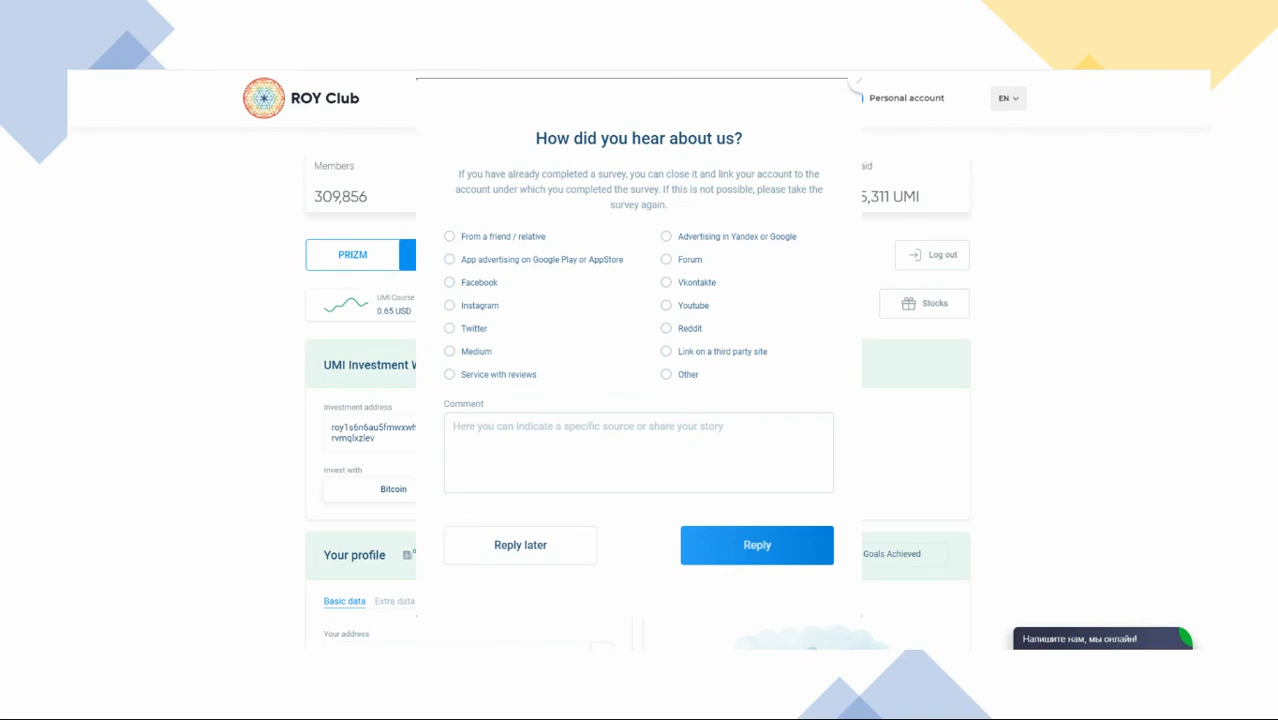 ROY Club
Personal account
EN
How did you hear about us?
If you have already completed a survey, you can close it and link your account to the
account under which you completed the survey. If this is not possible, please take the
survey again.
Members
309,856
5,311 UMI
From a friend / relative
Advertising in Yandex or Google
App advertising on Google Play or AppStore
Forum
Facebook
Vkontakte
Instagram
Youtube
Twitter
Reddit
Medium
Link on a third party site
Service with reviews
Other
PRIZM
Log out
UMI Course
0.65 USD
Stocks
UMI Investment W
Investment address
roy1s6n6au5fmwxwh
rvmqlxzlev
Invest with
Bitcoin
Comment
Here you can indicate a specific source or share your story
Reply later
Reply
Your profile
Goals Achieved
Basic data
Extra data
Your address
Напишите нам, мы онлайн!